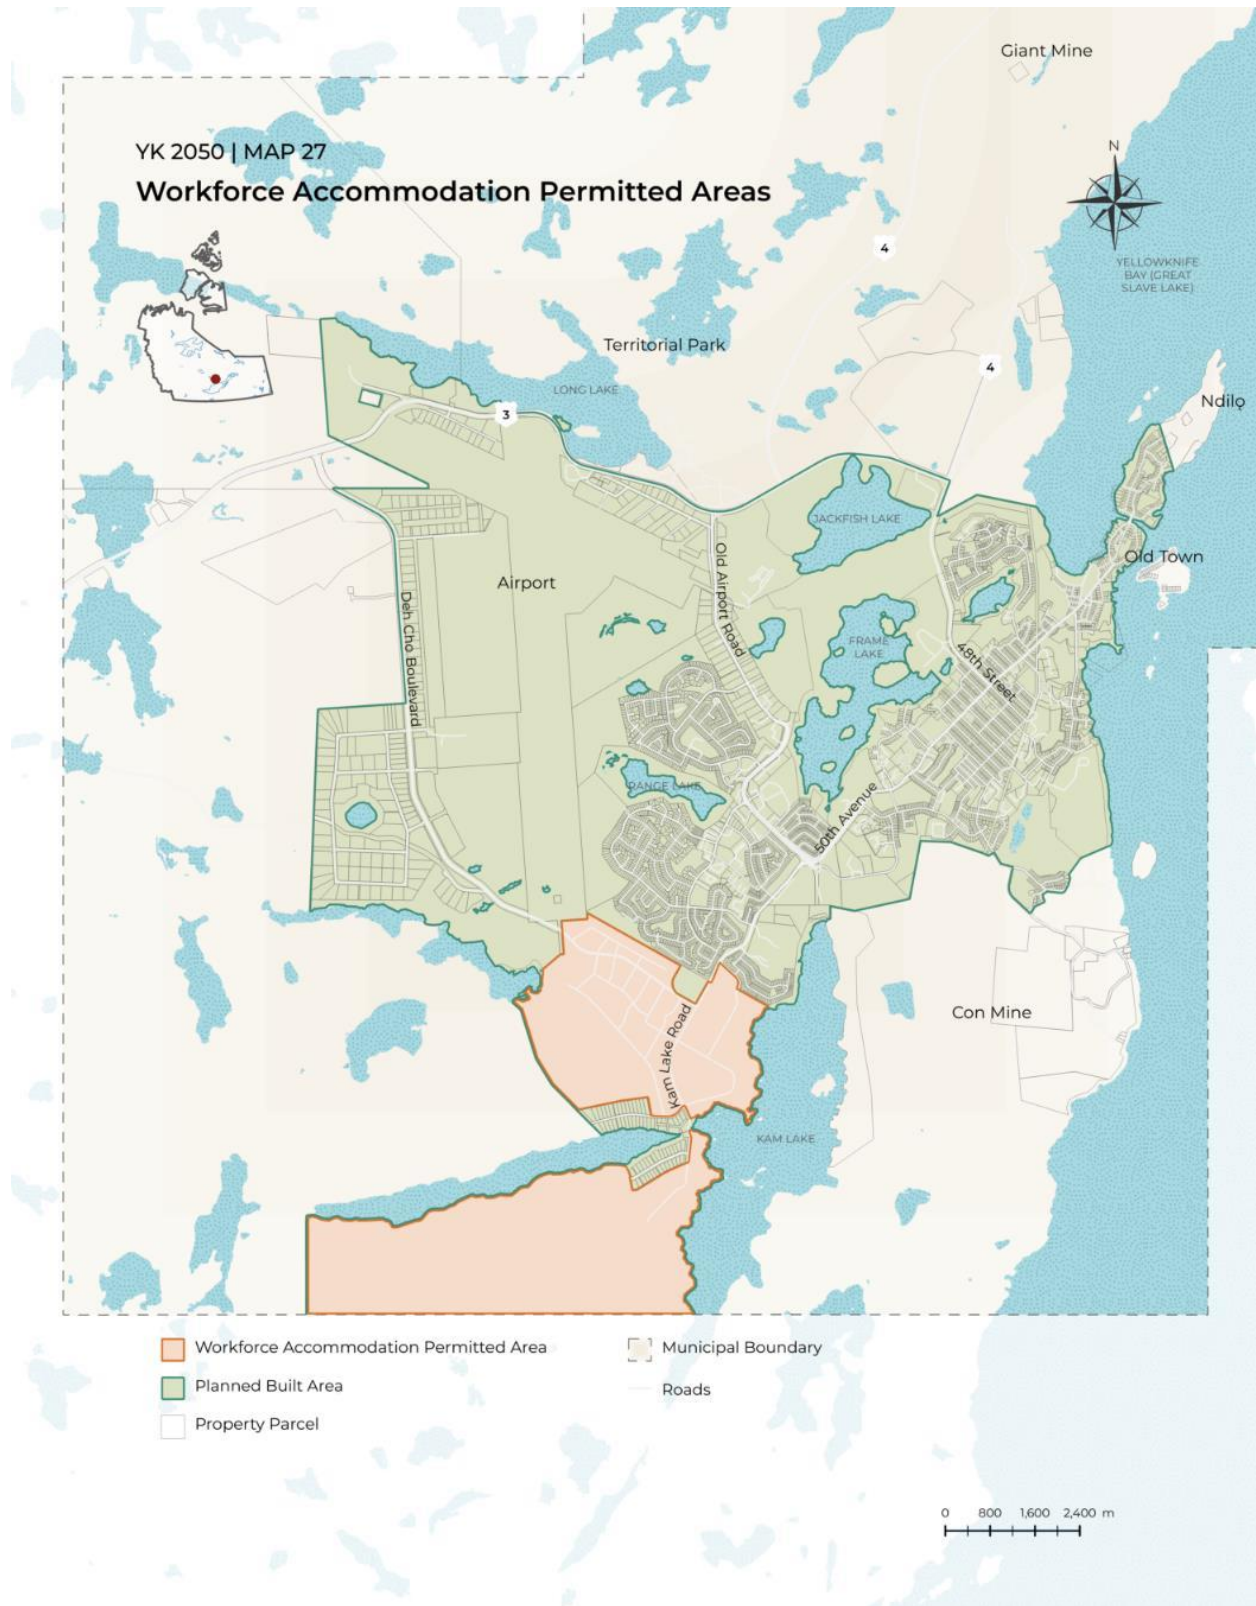 Giant Mine
YK 2050 | MAP 27
Workforce Accommodation Permitted Areas
N
4
YELLOWKNIFE
BAY (GREAT
SLAVE LAKE)
Territorial Park
4
LONG LAKE
Ndilǫ
3
JACKFISH LAKE
Old Town
Airport
Old Airport Road
Deh Cho Boulevard
FRAME
LAKE
48th Street
RANGE LAKE
50th Avenue
Con Mine
Kam Lake Road
KAM LAKE
Workforce Accommodation Permitted Area
Municipal Boundary
Planned Built Area
Roads
Property Parcel
0 800 1,600 2,400 m